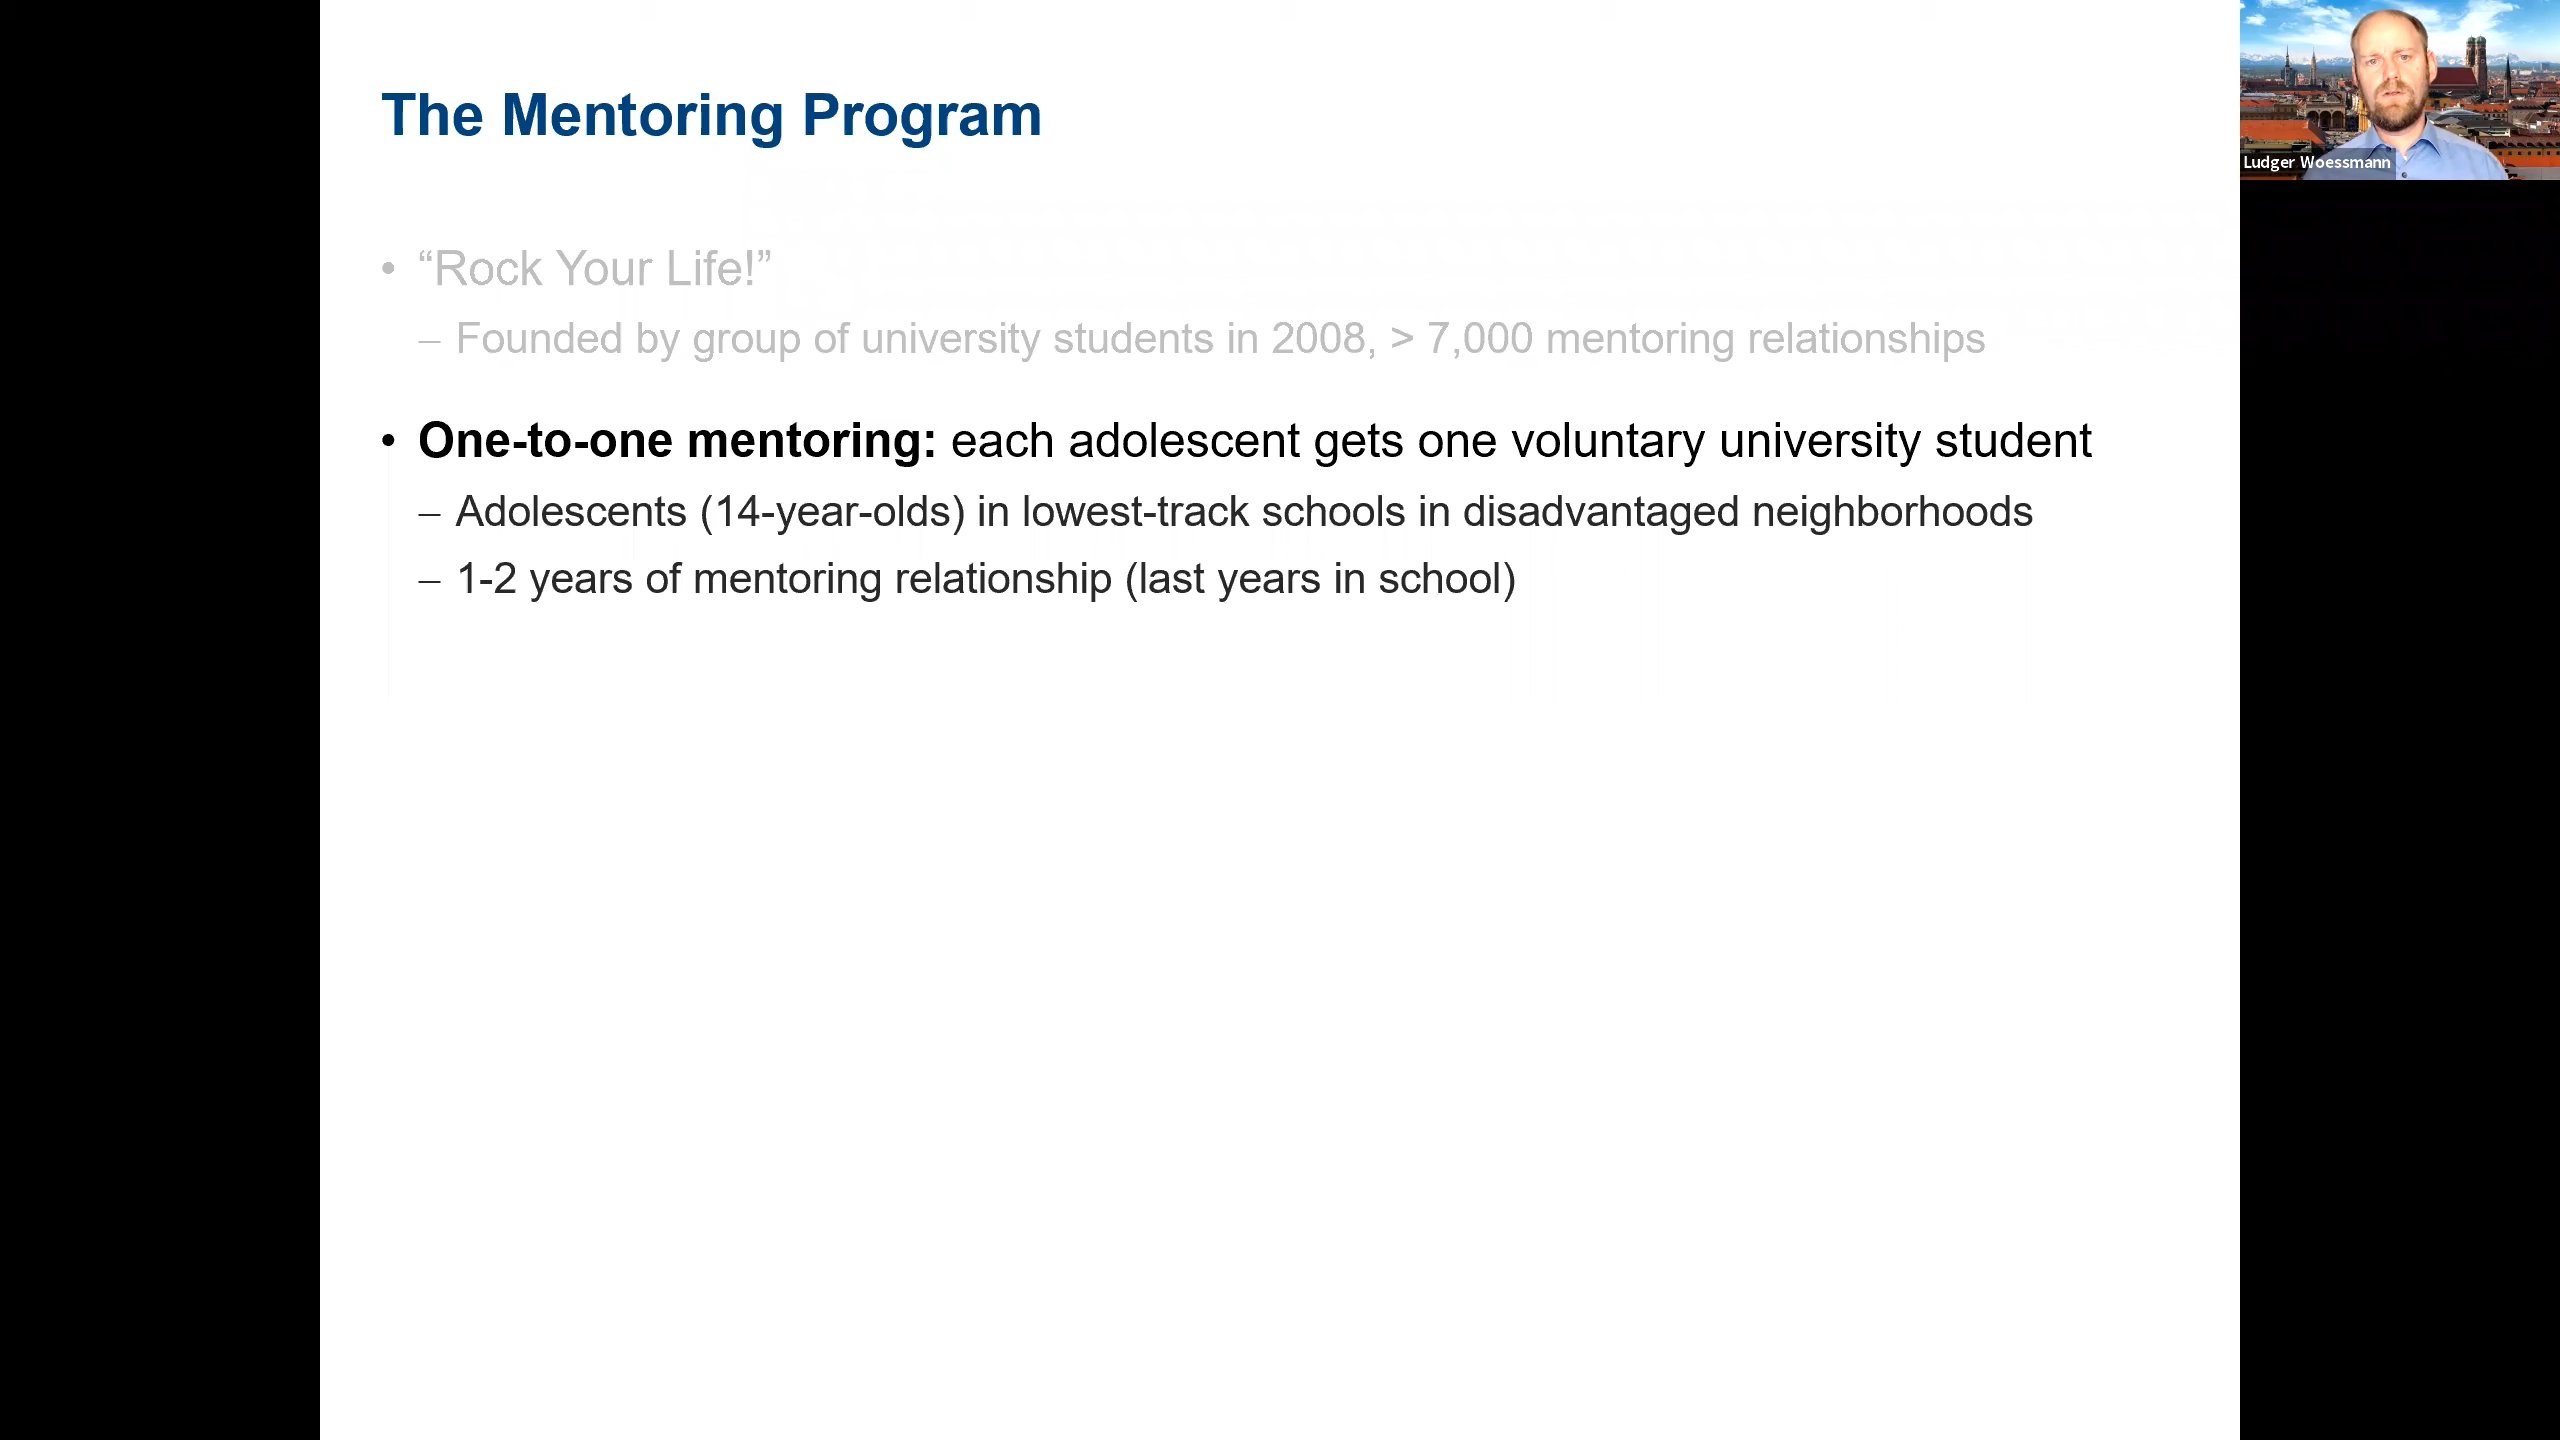 The Mentoring Program
Ludger Woessmann
• “Rock Your Life!”
– Founded by group of university students in 2008, > 7,000 mentoring relationships
• One-to-one mentoring: each adolescent gets one voluntary university student
– Adolescents (14-year-olds) in lowest-track schools in disadvantaged neighborhoods
– 1-2 years of mentoring relationship (last years in school)